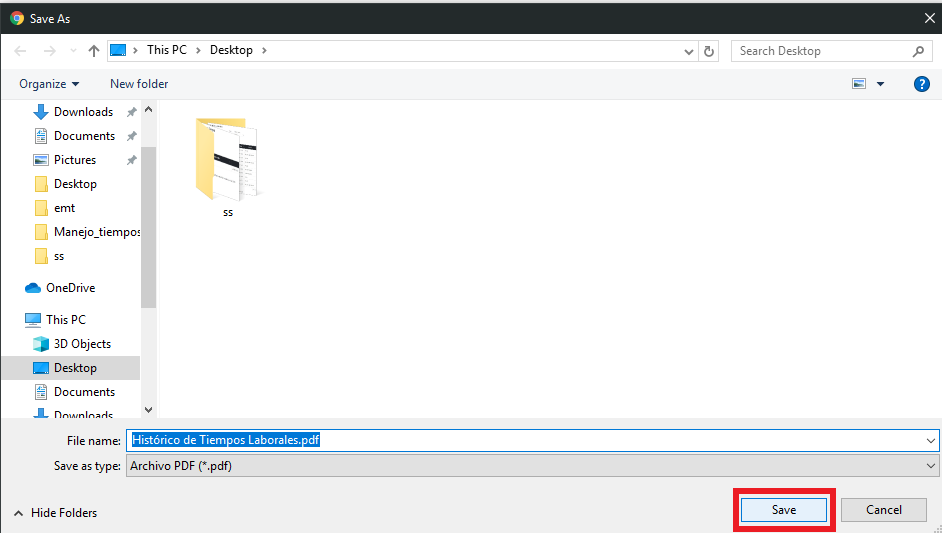 Save As
This PC
Desktop
Search Desktop
Organize
New folder
?
Downloads
Documents
Pictures
Desktop
emt
Manejo_tiempos
ss
OneDrive
This PC
3D Objects
Desktop
Documents
Downloads
ss
File name: Histórico de Tiempos Laborales.pdf
Save as type: Archivo PDF (*.pdf)
Hide Folders
Save
Cancel